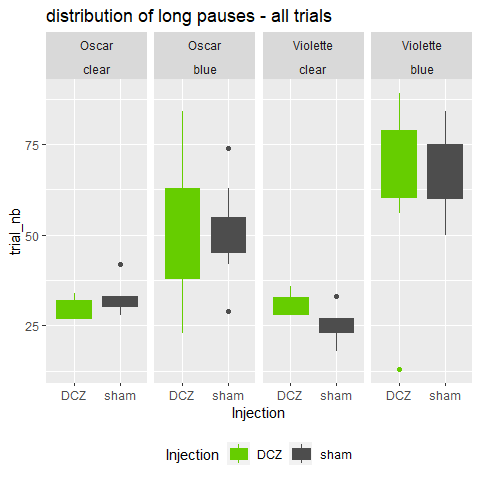 distribution of long pauses - all trials
Oscar Oscar Violette Violette
clear blue clear blue
trial_nb
75
50
25
DCZ sham DCZ sham DCZ sham DCZ sham
Injection
Injection DCZ sham